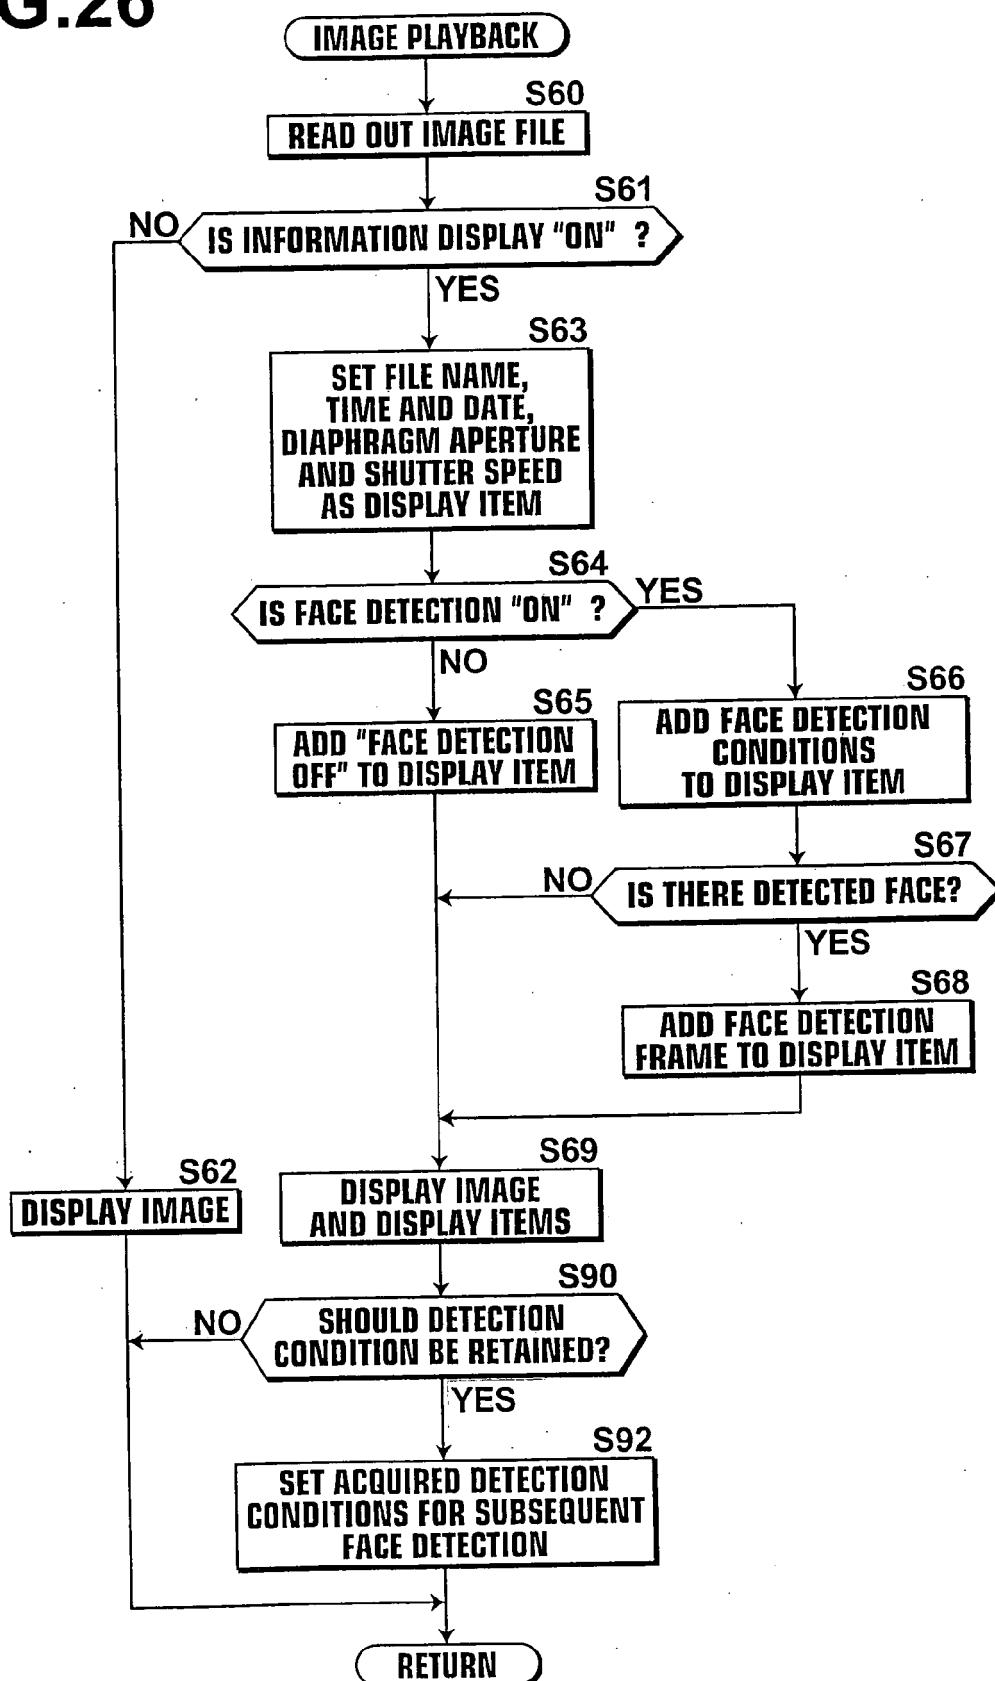 G.26
IMAGE PLAYBACK
S60
READ OUT IMAGE FILE
S61
NO
IS INFORMATION DISPLAY "ON" ?
YES
S63
SET FILE NAME,
TIME AND DATE,
DIAPHRAGM APERTURE
AND SHUTTER SPEED
AS DISPLAY ITEM
S64
IS FACE DETECTION "ON" ?
YES
NO
S65
ADD "FACE DETECTION
OFF" TO DISPLAY ITEM
S66
ADD FACE DETECTION
CONDITIONS
TO DISPLAY ITEM
S67
NO
IS THERE DETECTED FACE?
YES
S68
ADD FACE DETECTION
FRAME TO DISPLAY ITEM
S62
DISPLAY IMAGE
S69
DISPLAY IMAGE
AND DISPLAY ITEMS
S90
NO
SHOULD DETECTION
CONDITION BE RETAINED?
YES
S92
SET ACQUIRED DETECTION
CONDITIONS FOR SUBSEQUENT
FACE DETECTION
RETURN